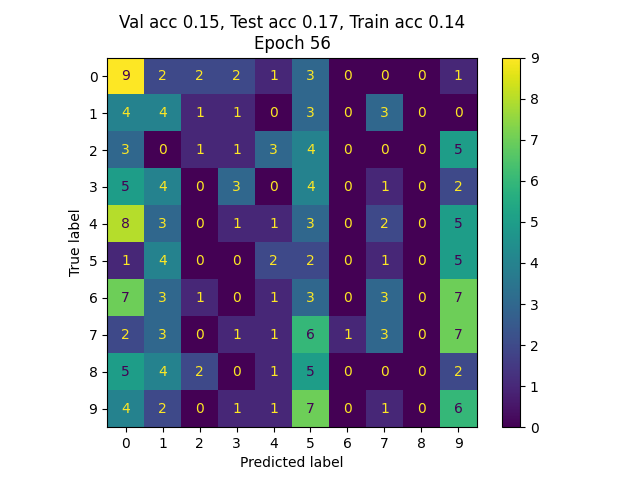 Val acc 0.15, Test acc 0.17, Train acc 0.14
Epoch 56
0 9 2 2 2 1 3 0 0 0 1
1 4 4 1 1 0 3 0 3 0 0
2 3 0 1 1 3 4 0 0 0 5
3 5 4 0 3 0 4 0 1 0 2
4 8 3 0 1 1 3 0 2 0 5
5 1 4 0 0 2 2 0 1 0 5
6 7 3 1 0 1 3 0 3 0 7
7 2 3 0 1 1 6 1 3 0 7
8 5 4 2 0 1 5 0 0 0 2
9 4 2 0 1 1 7 0 1 0 6
0 1 2 3 4 5 6 7 8 9
Predicted label
True label
9
8
7
6
5
4
3
2
1
0